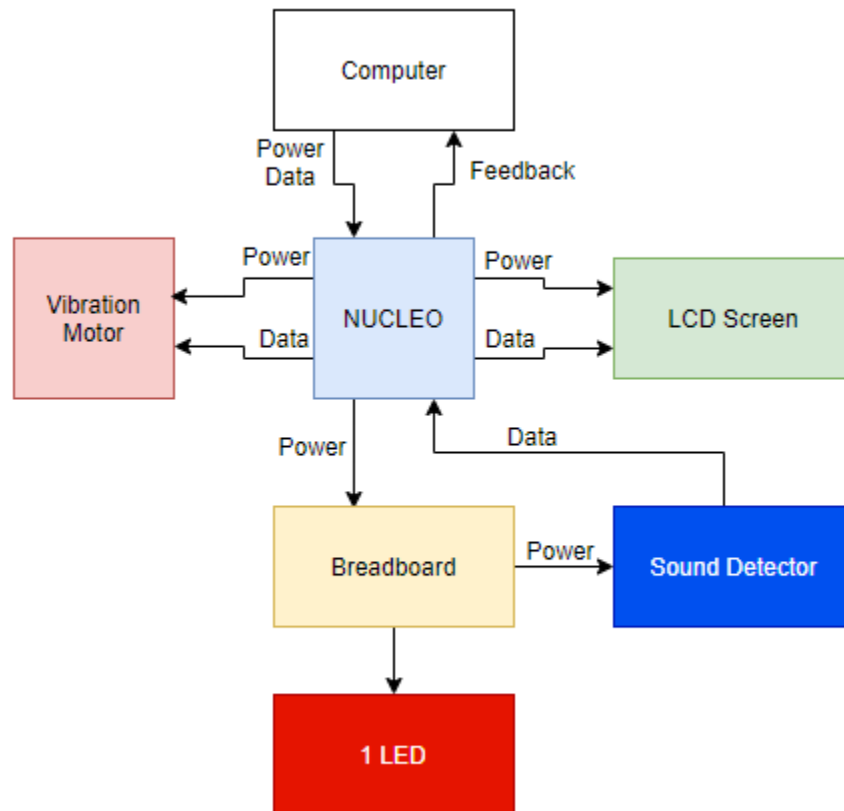 Computer
Power
Data
Feedback
Power
Power
Vibration
Motor
NUCLEO
LCD Screen
Data
Data
Power
Data
Breadboard
Power
Sound Detector
1 LED